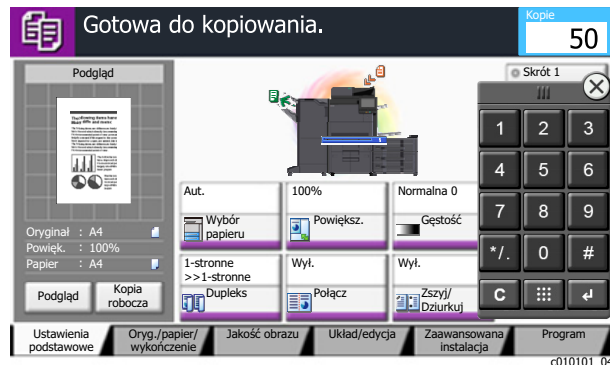 Gotowa do kopiowania.
Kopie
50
Podgląd
Skrót 1
Oryginał : A4
Powięk. : 100%
Papier : A4
Podgląd
Kopia
robocza
Aut.
Wybór
papieru
100%
Powiększ.
Normalna 0
Gęstość
1-stronne
>>1-stronne
Dupleks
Wył.
Połącz
Wył.
Zszyj/
Dziurkuj
1 2 3
4 5 6
7 8 9
*/. 0 #
C
Ustawienia
podstawowe
Oryg./papier/
wykończenie
Jakość obrazu
Układ/edycja
Zaawansowana
instalacja
Program
c010101_04